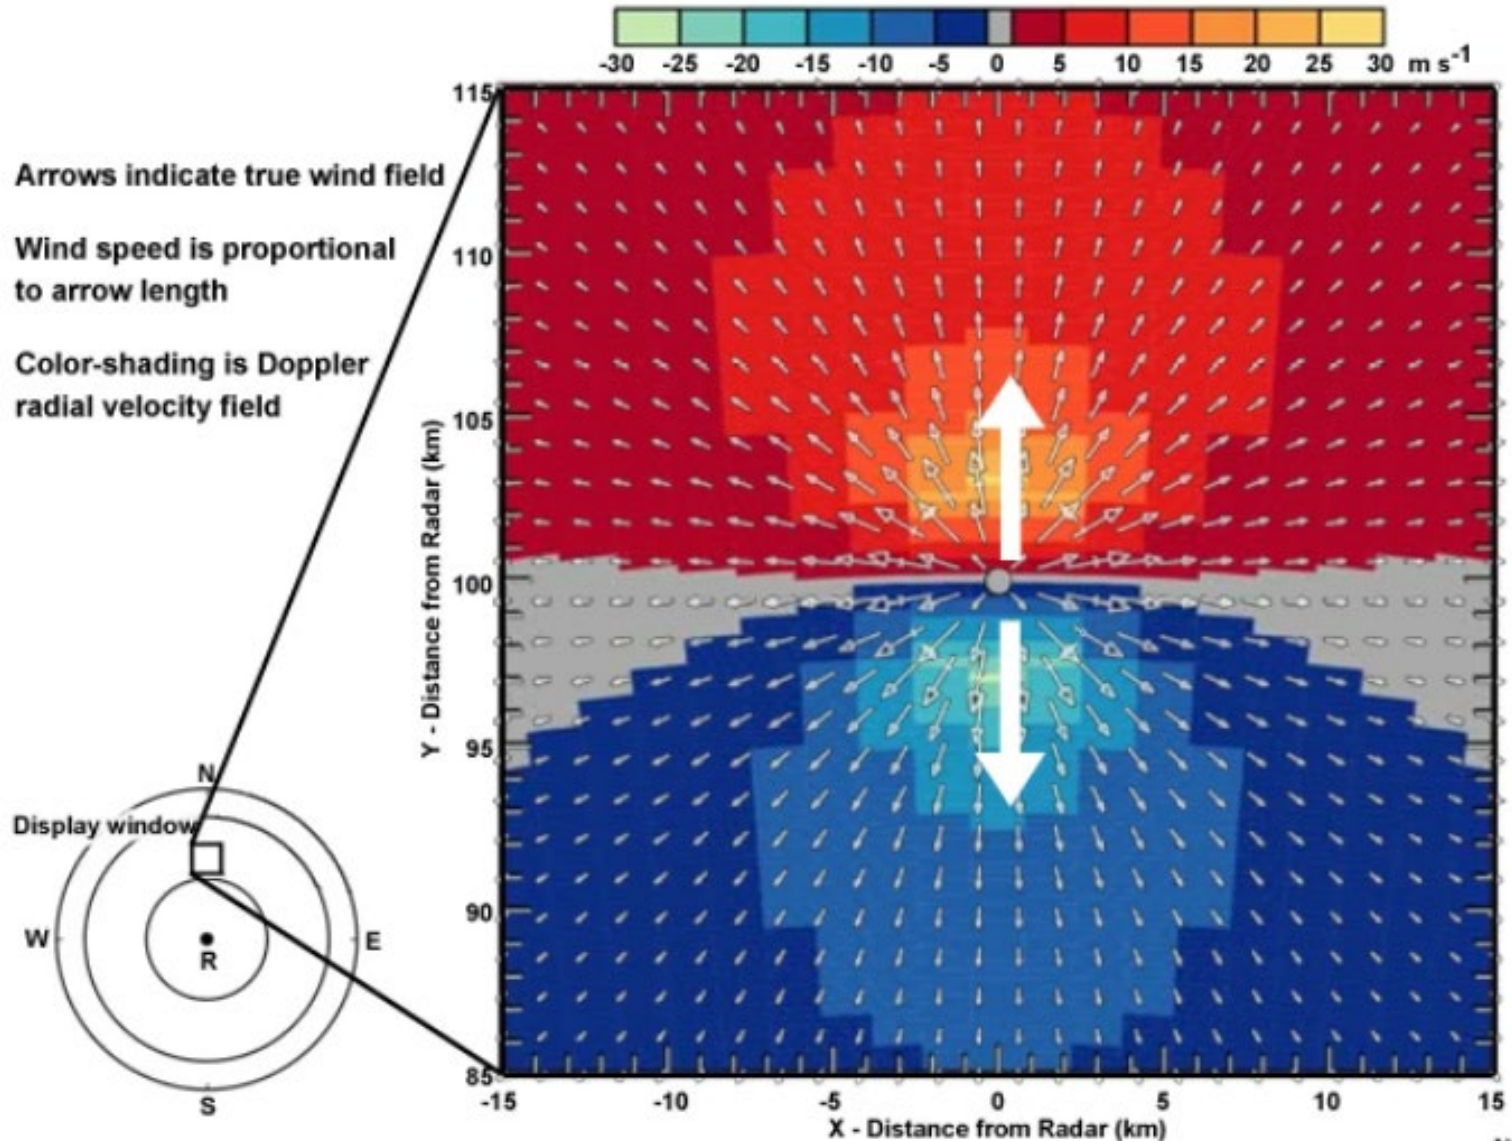 -30 -25 -20 -15 -10 -5 0 5 10 15 20 25 30 m s-1
Arrows indicate true wind field
Wind speed is proportional
to arrow length
Color-shading is Doppler
radial velocity field
115
110
105
100
95
90
85
Y - Distance from Radar (km)
-15 -10 -5 0 5 10 15
X - Distance from Radar (km)
N
Display window
W
E
R
S